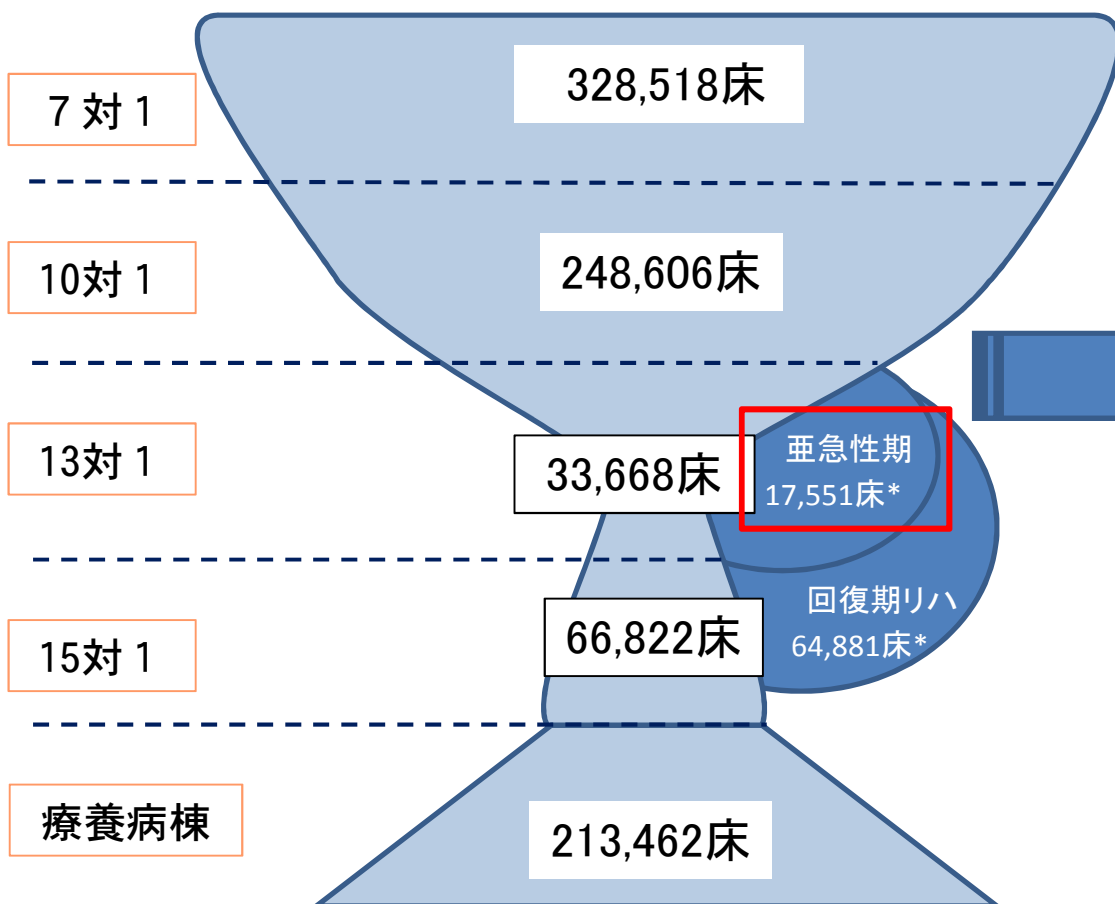 7対1
328,518床
10対1
248,606床
13対1
33,668床
亜急性期
17,551床*
15対1
66,822床
回復期リハ
64,881床*
療養病棟
213,462床